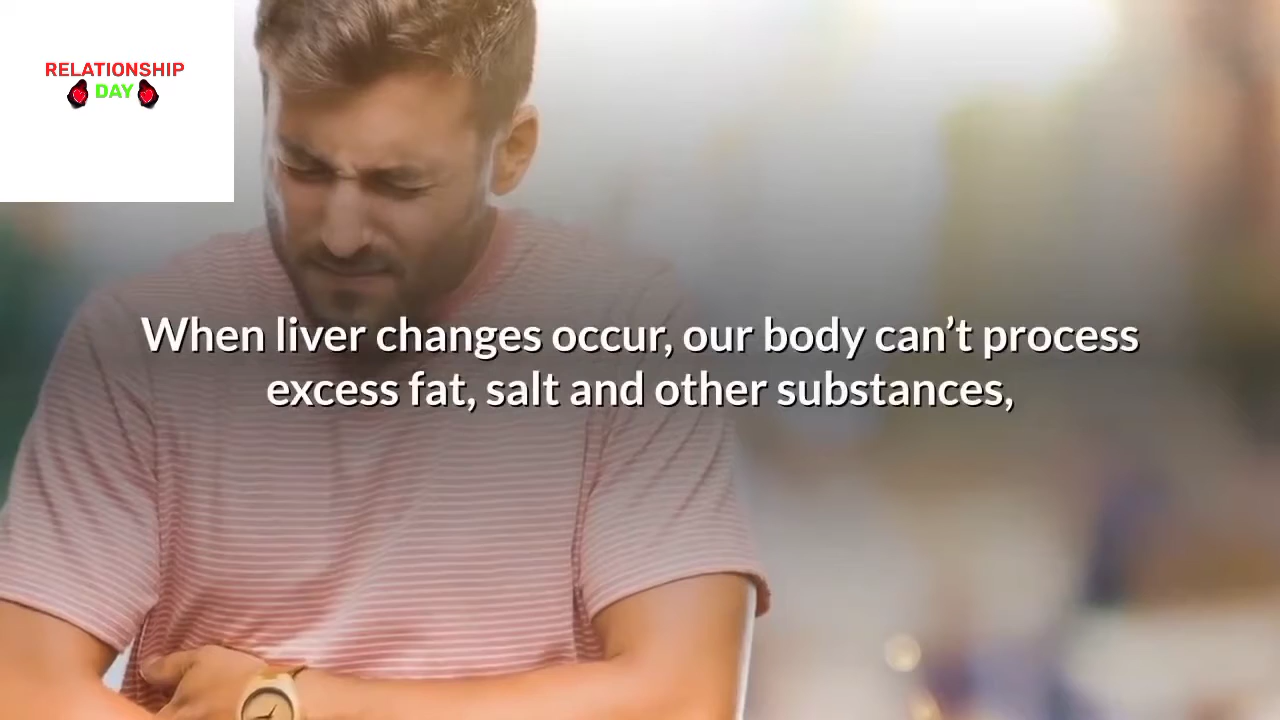 RELATIONSHIP
DAY
When liver changes occur, our body can’t process
excess fat, salt and other substances,